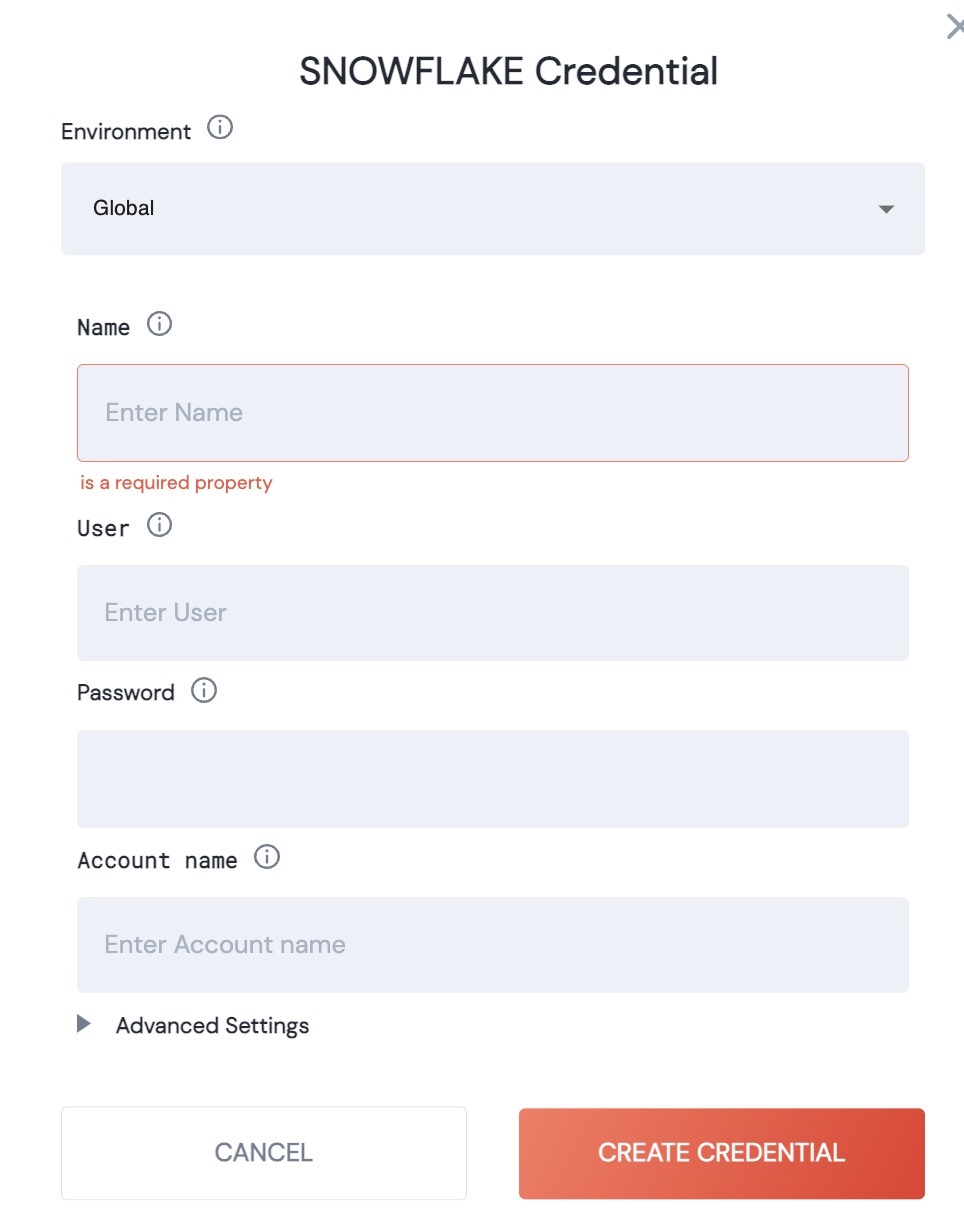 SNOWFLAKE Credential
Environment
Global
Name
Enter Name
is a required property
User
Enter User
Password
Account name
Enter Account name
Advanced Settings
CANCEL
CREATE CREDENTIAL